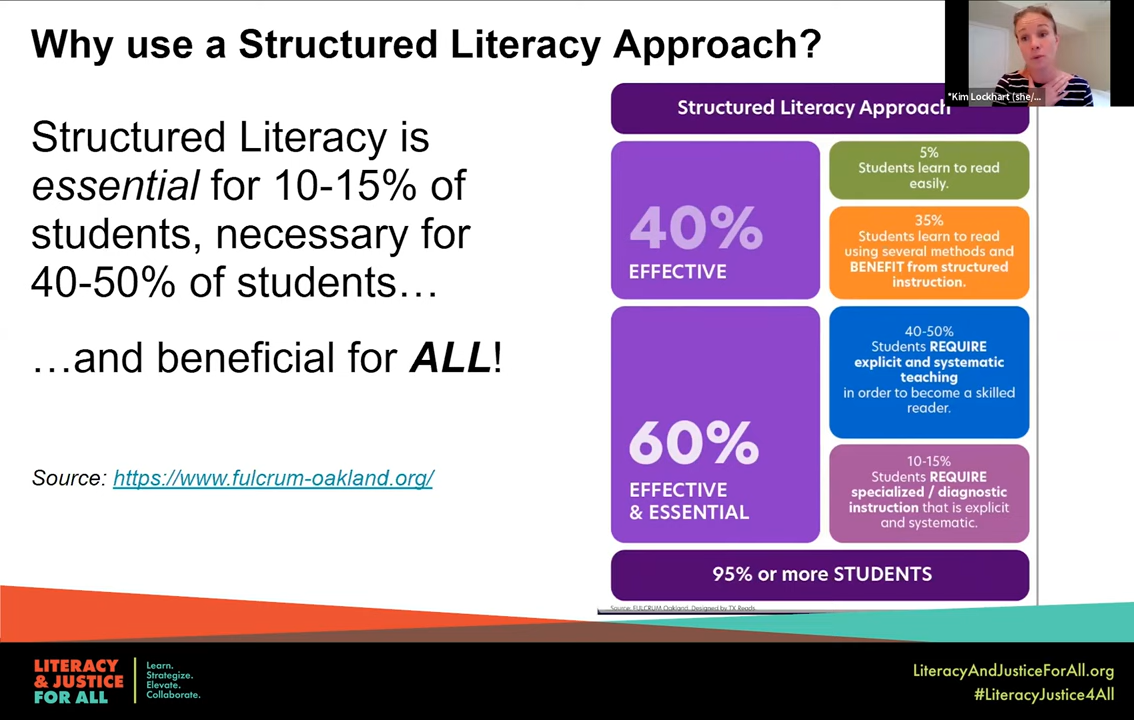 Why use a Structured Literacy Approach?
*Kim Lockhart (she/...
Structured Literacy is
essential for 10-15% of
students, necessary for
40-50% of students…
…and beneficial for ALL!
Source: https://www.fulcrum-oakland.org/
Structured Literacy Approach
40%
EFFECTIVE
5%
Students learn to read
easily.
35%
Students learn to read
using several methods and
BENEFIT from structured
instruction.
60%
EFFECTIVE
& ESSENTIAL
40-50%
Students REQUIRE
explicit and systematic
teaching
in order to become a skilled
reader.
10-15%
Students REQUIRE
specialized / diagnostic
instruction that is explicit
and systematic.
95% or more STUDENTS
Source: FULCRUM Oakland. Designed by TX Reads
LITERACY
& JUSTICE
FOR ALL
Learn.
Strategize.
Elevate.
Collaborate.
LiteracyAndJusticeForAll.org
#LiteracyJustice4All